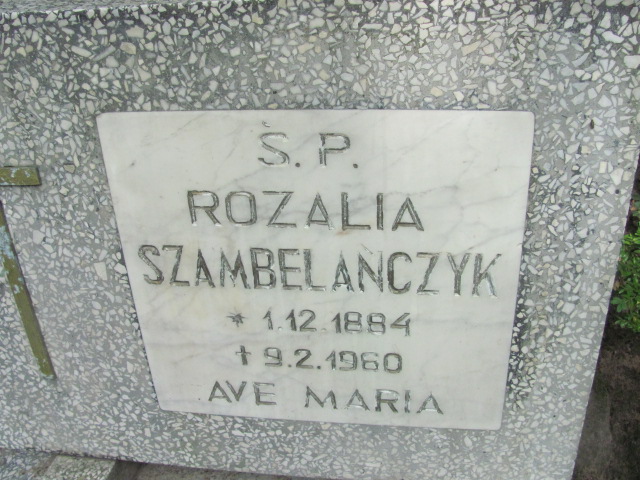 Ś.P.
ROZALIA
SZAMBELAŃCZYK
* 1.12.1884
† 9.2.1960
AVE MARIA